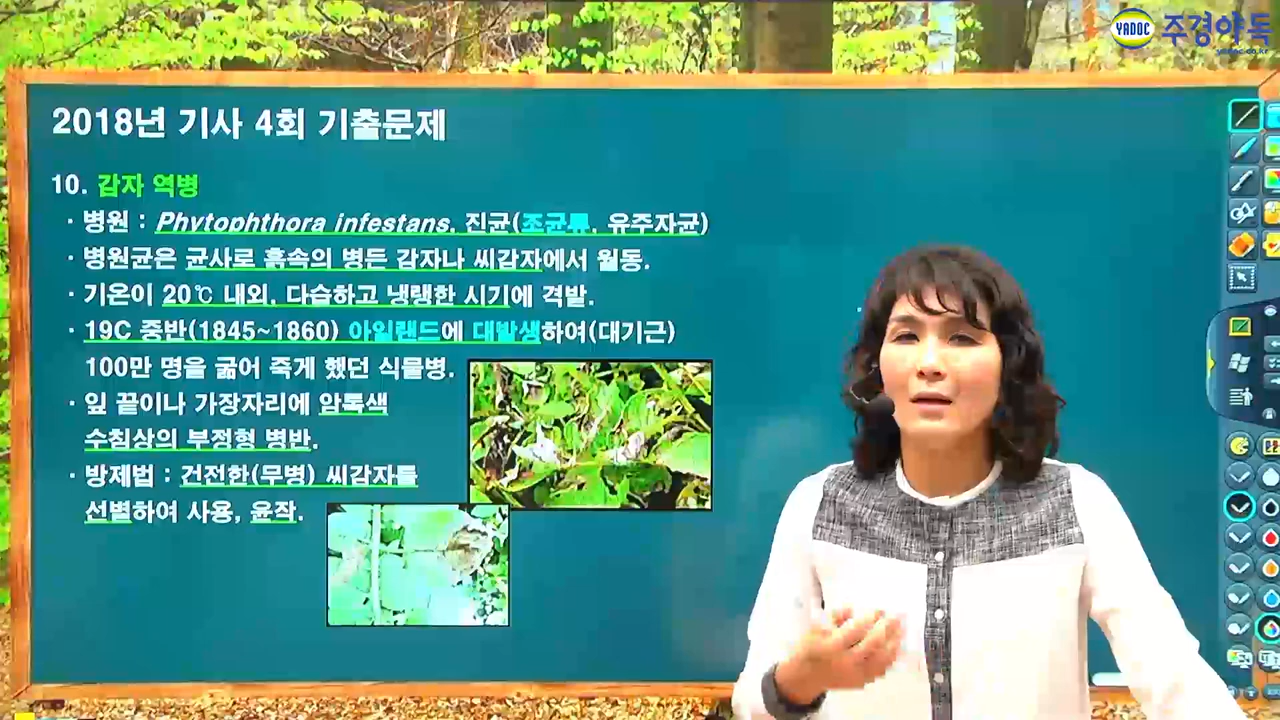 YADOC 주경야독
yadoc.co.kr
2018년 기사 4회 기출문제
10. 감자 역병
· 병원 : Phytophthora infestans, 진균(조균류, 유주자균)
· 병원균은 균사로 흙속의 병든 감자나 씨감자에서 월동.
· 기온이 20℃ 내외, 다습하고 냉랭한 시기에 격발.
· 19C 중반(1845~1860) 아일랜드에 대발생하여(대기근)
100만 명을 굶어 죽게 했던 식물병.
· 잎 끝이나 가장자리에 암록색
수침상의 부정형 병반.
· 방제법 : 건전한(무병) 씨감자를
선별하여 사용, 윤작.